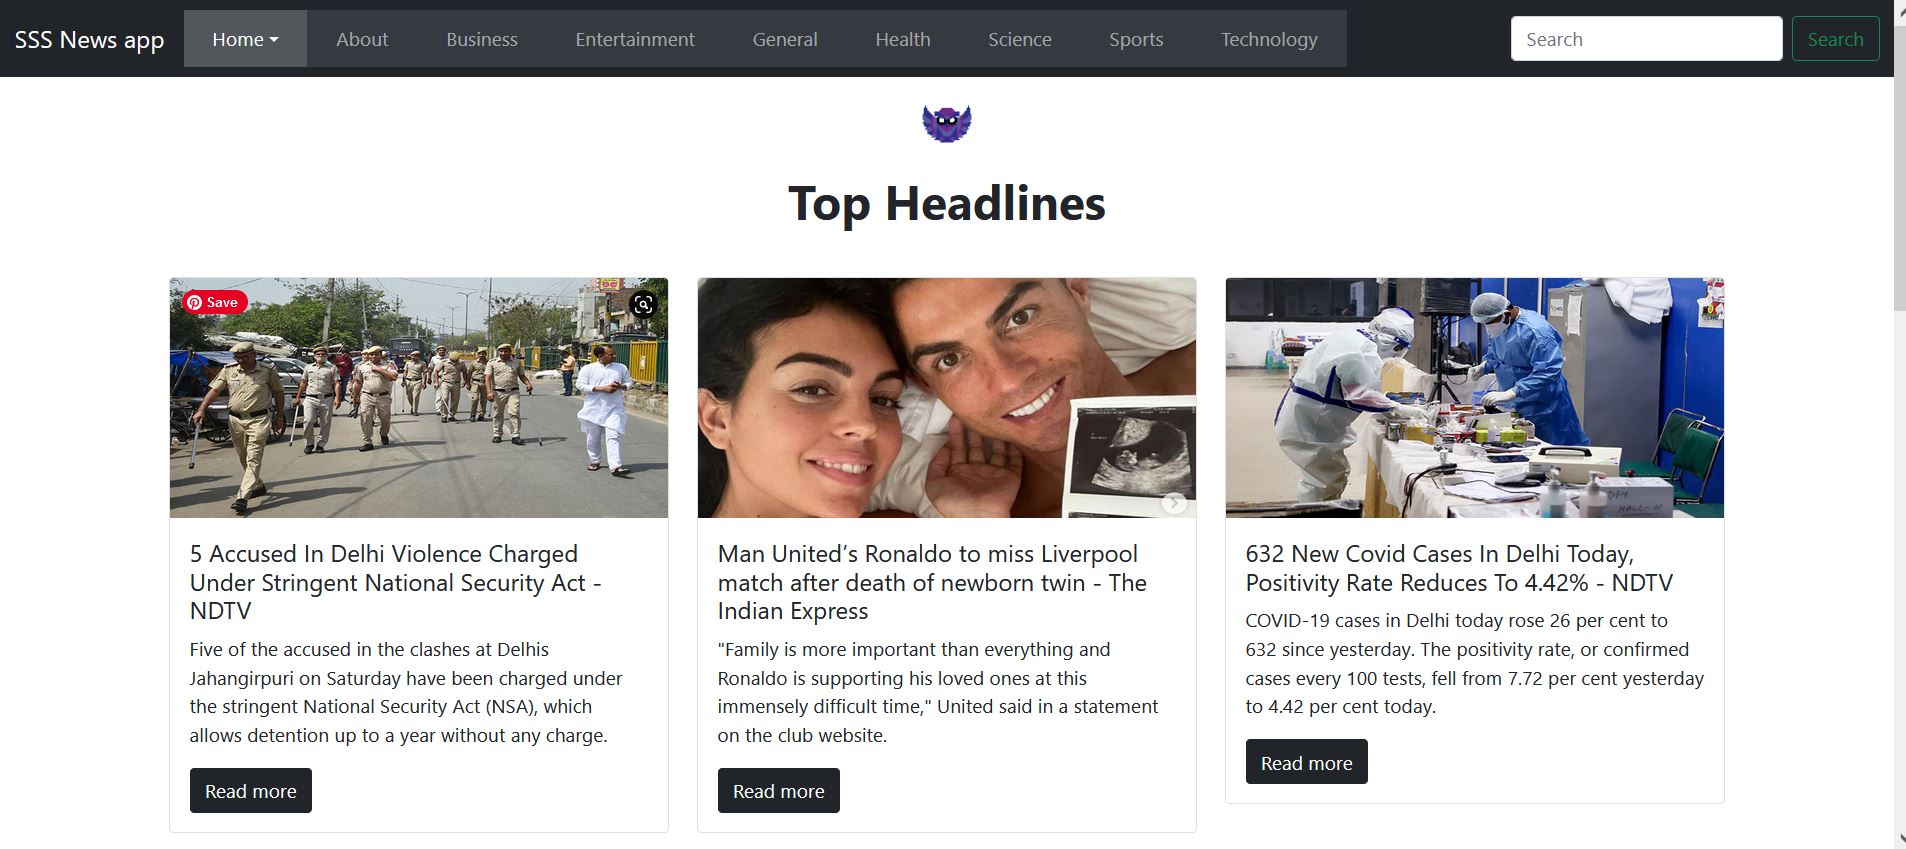 SSS News app
Home
About
Business
Entertainment
General
Health
Science
Sports
Technology
Search
Search
Top Headlines
Save
5 Accused In Delhi Violence Charged
Under Stringent National Security Act -
NDTV
Five of the accused in the clashes at Delhis
Jahangirpuri on Saturday have been charged under
the stringent National Security Act (NSA), which
allows detention up to a year without any charge.
Read more
Man United’s Ronaldo to miss Liverpool
match after death of newborn twin - The
Indian Express
"Family is more important than everything and
Ronaldo is supporting his loved ones at this
immensely difficult time," United said in a statement
on the club website.
Read more
632 New Covid Cases In Delhi Today,
Positivity Rate Reduces To 4.42% - NDTV
COVID-19 cases in Delhi today rose 26 per cent to
632 since yesterday. The positivity rate, or confirmed
cases every 100 tests, fell from 7.72 per cent yesterday
to 4.42 per cent today.
Read more